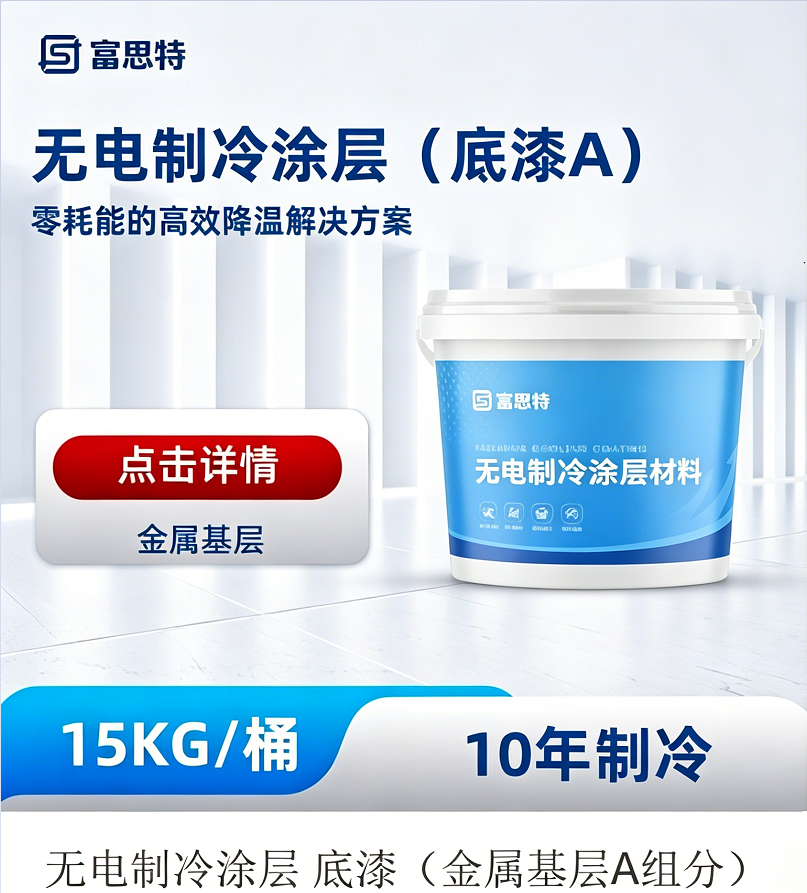 富思特
无电制冷涂层（底漆A）
零耗能的高效降温解决方案
富思特
无电制冷涂层材料
点击详情
金属基层
15KG/桶
10年制冷
无电制冷涂层 底漆（金属基层A组分）